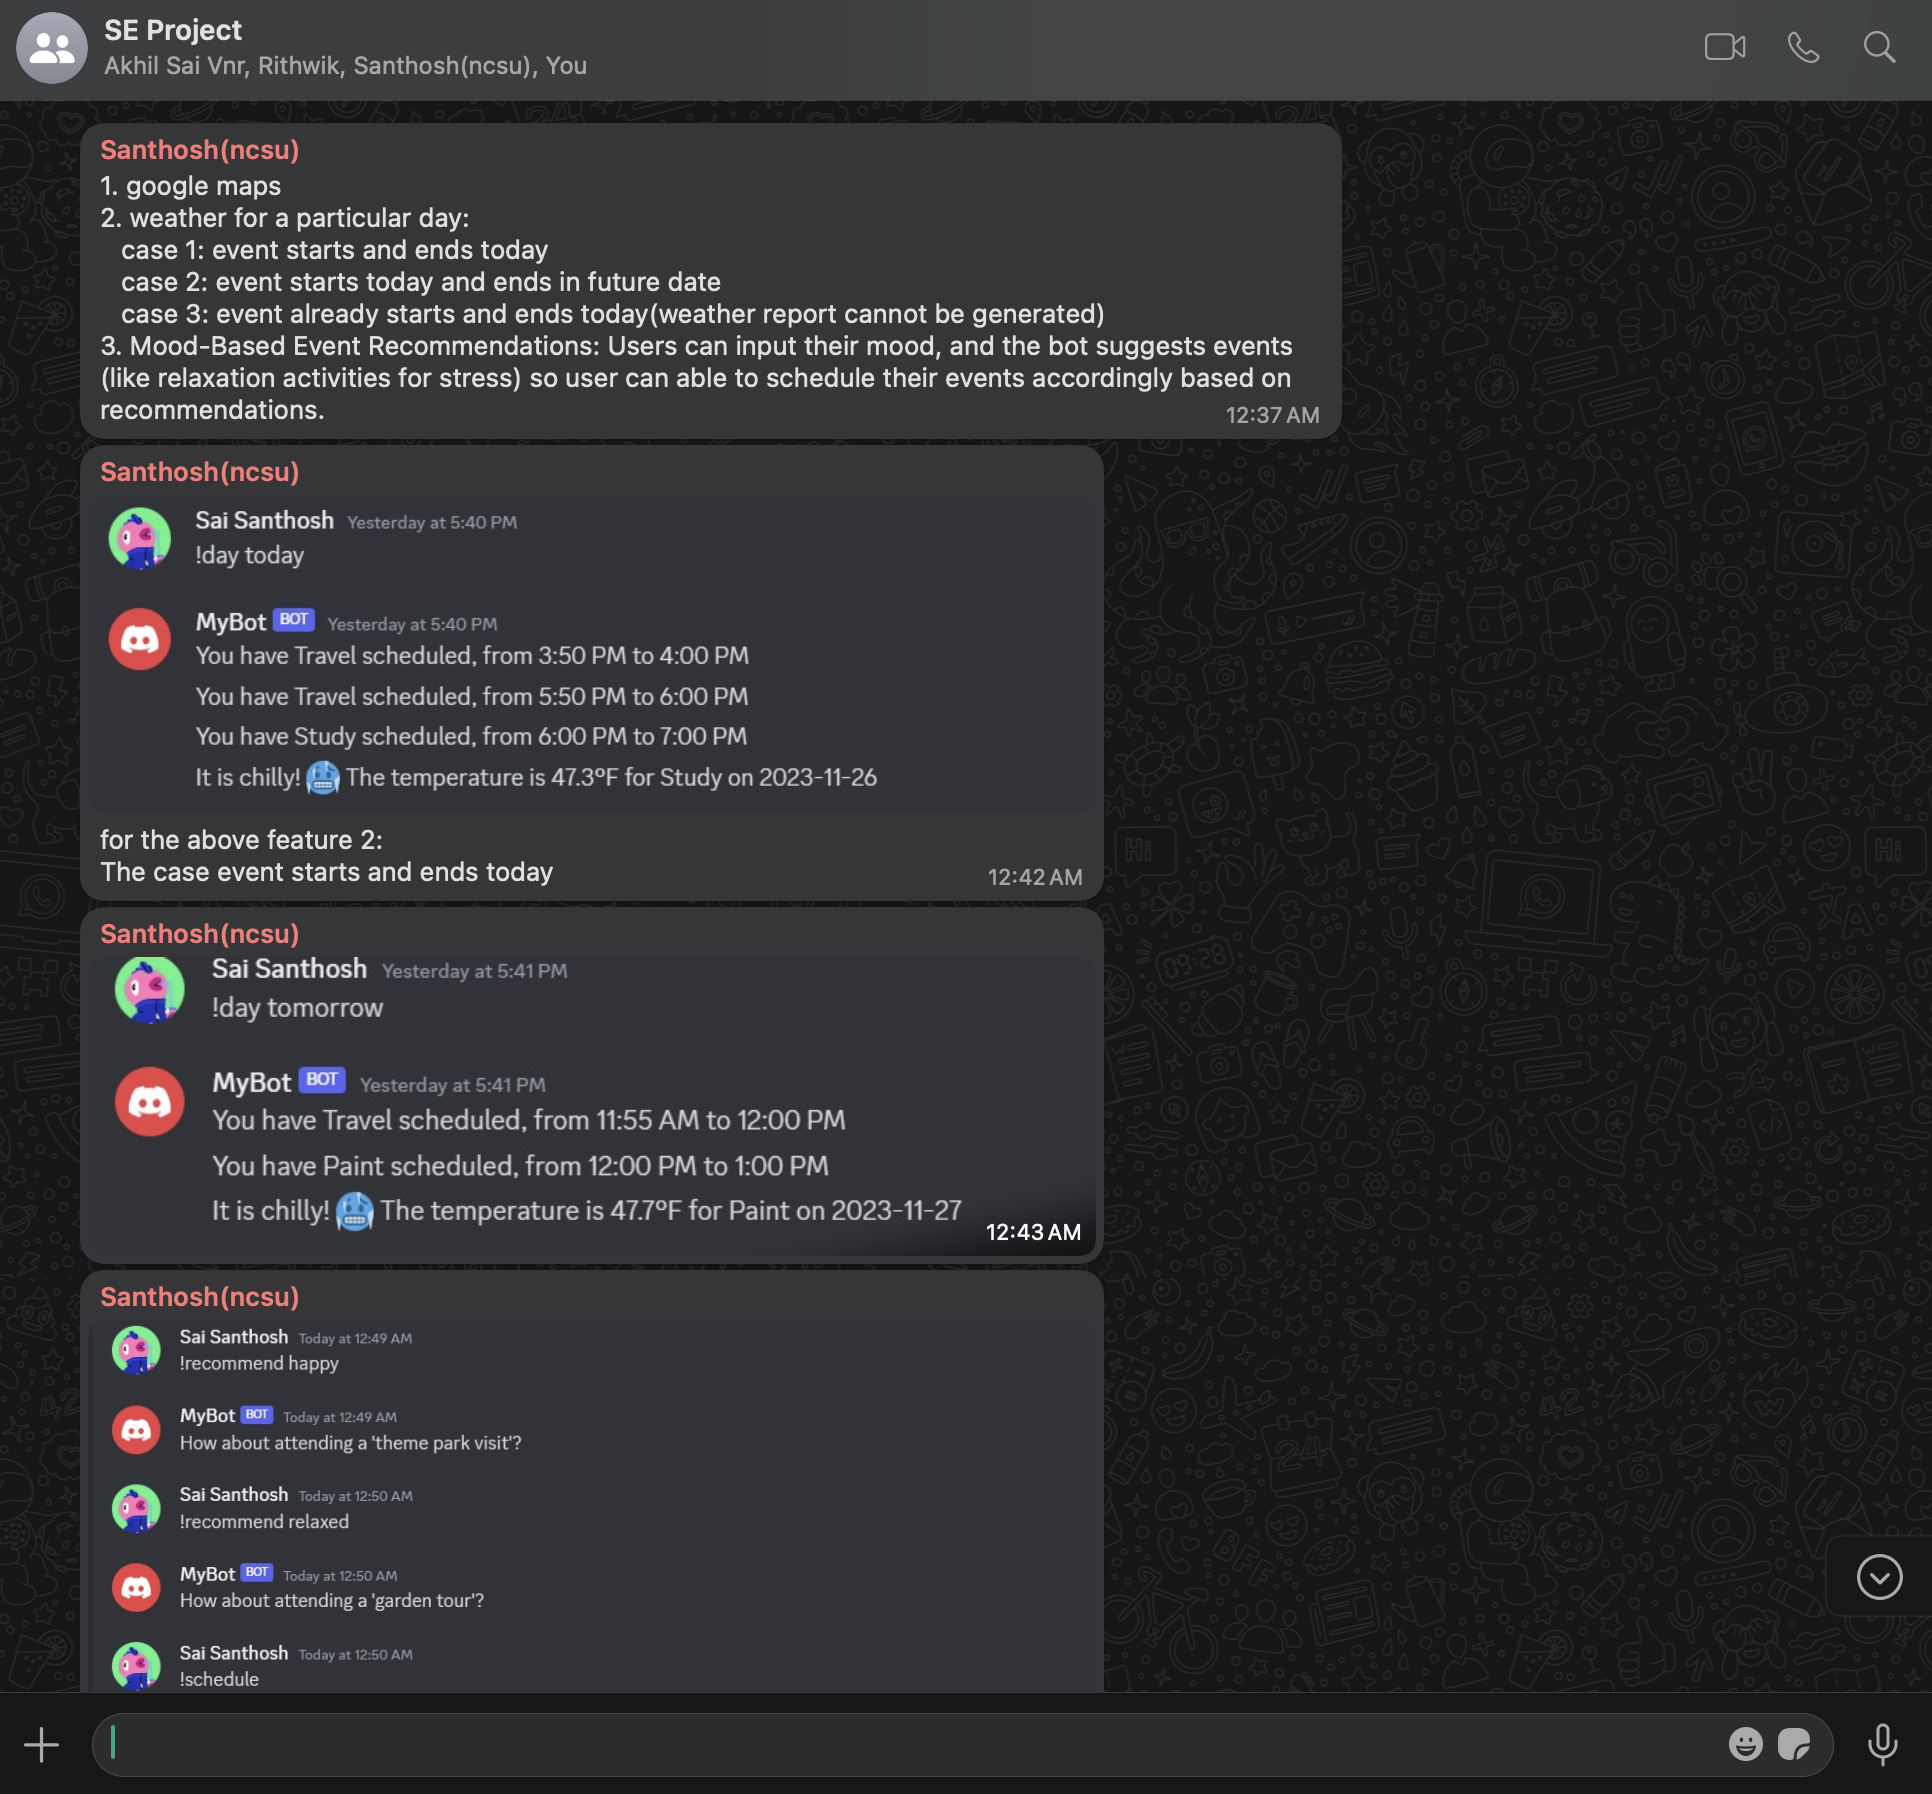 SE Project
Akhil Sai Vnr, Rithwik, Santhosh(ncsu), You
Santhosh(ncsu)
1. google maps
2. weather for a particular day:
case 1: event starts and ends today
case 2: event starts today and ends in future date
case 3: event already starts and ends today(weather report cannot be generated)
3. Mood-Based Event Recommendations: Users can input their mood, and the bot suggests events
(like relaxation activities for stress) so user can able to schedule their events accordingly based on
recommendations.
12:37 AM
Santhosh(ncsu)
Sai Santhosh Yesterday at 5:40 PM
!day today
MyBot BOT Yesterday at 5:40 PM
You have Travel scheduled, from 3:50 PM to 4:00 PM
You have Travel scheduled, from 5:50 PM to 6:00 PM
You have Study scheduled, from 6:00 PM to 7:00 PM
It is chilly! 🥶 The temperature is 47.3ºF for Study on 2023-11-26
for the above feature 2:
The case event starts and ends today
12:42 AM
Santhosh(ncsu)
Sai Santhosh Yesterday at 5:41 PM
!day tomorrow
MyBot BOT Yesterday at 5:41 PM
You have Travel scheduled, from 11:55 AM to 12:00 PM
You have Paint scheduled, from 12:00 PM to 1:00 PM
It is chilly! 🥶 The temperature is 47.7ºF for Paint on 2023-11-27
12:43 AM
Santhosh(ncsu)
Sai Santhosh Today at 12:49 AM
!recommend happy
MyBot BOT Today at 12:49 AM
How about attending a 'theme park visit'?
Sai Santhosh Today at 12:50 AM
!recommend relaxed
MyBot BOT Today at 12:50 AM
How about attending a 'garden tour'?
Sai Santhosh Today at 12:50 AM
!schedule